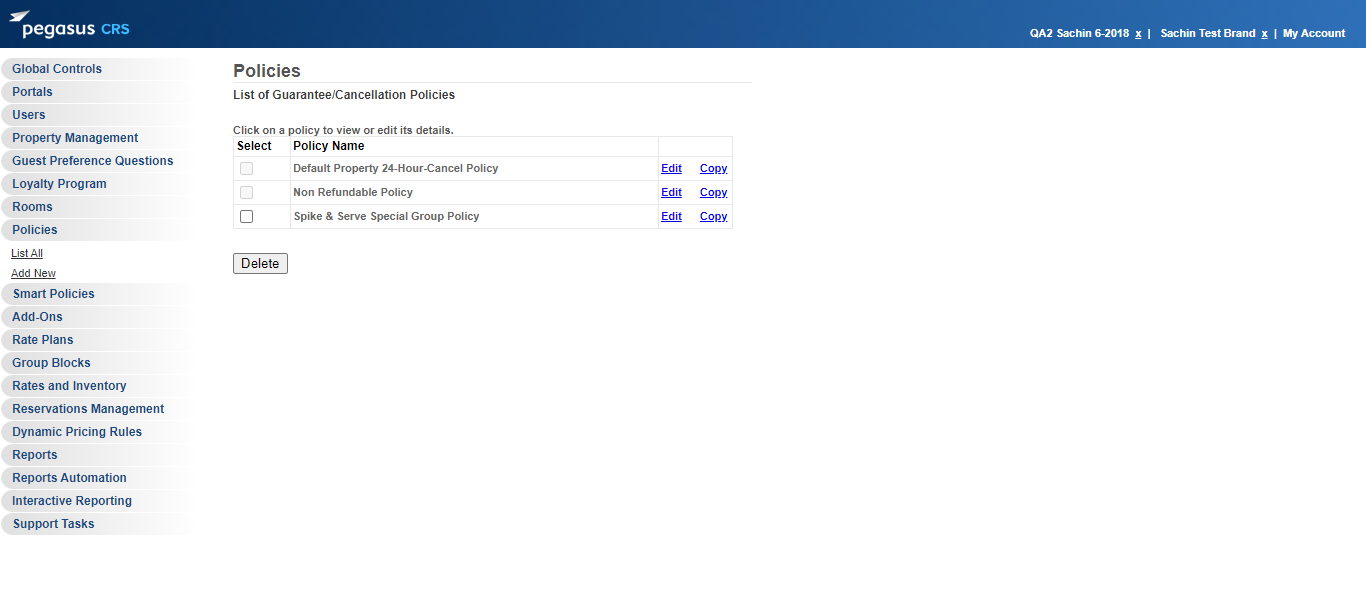 pegasus CRS
QA2 Sachin 6-2018 x | Sachin Test Brand x | My Account
Global Controls
Portals
Users
Property Management
Guest Preference Questions
Loyalty Program
Rooms
Policies
List All
Add New
Smart Policies
Add-Ons
Rate Plans
Group Blocks
Rates and Inventory
Reservations Management
Dynamic Pricing Rules
Reports
Reports Automation
Interactive Reporting
Support Tasks
Policies
List of Guarantee/Cancellation Policies
Click on a policy to view or edit its details.
Select Policy Name
Default Property 24-Hour-Cancel Policy Edit Copy
Non Refundable Policy Edit Copy
Spike & Serve Special Group Policy Edit Copy
Delete